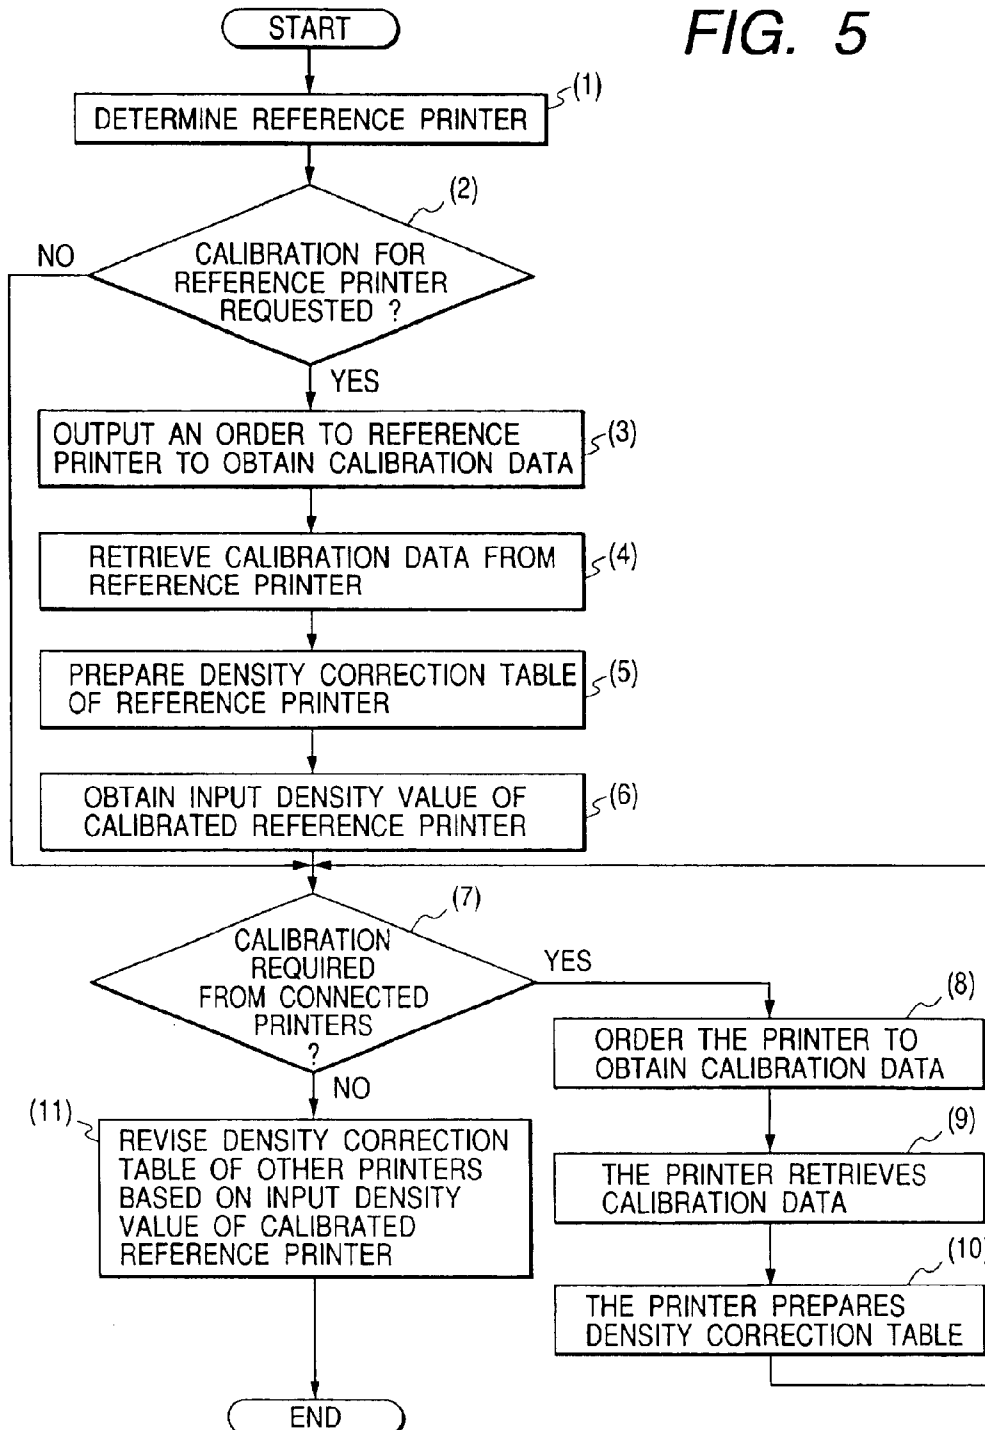 FIG. 5
START
(1)
DETERMINE REFERENCE PRINTER
(2)
NO
CALIBRATION FOR
REFERENCE PRINTER
REQUESTED ?
YES
OUTPUT AN ORDER TO REFERENCE
PRINTER TO OBTAIN CALIBRATION DATA
(3)
RETRIEVE CALIBRATION DATA FROM
REFERENCE PRINTER
(4)
PREPARE DENSITY CORRECTION TABLE
OF REFERENCE PRINTER
(5)
OBTAIN INPUT DENSITY VALUE OF
CALIBRATED REFERENCE PRINTER
(6)
(7)
CALIBRATION
REQUIRED
FROM CONNECTED
PRINTERS
?
YES
NO
(8)
ORDER THE PRINTER TO
OBTAIN CALIBRATION DATA
(9)
THE PRINTER RETRIEVES
CALIBRATION DATA
(10)
THE PRINTER PREPARES
DENSITY CORRECTION TABLE
(11)
REVISE DENSITY CORRECTION
TABLE OF OTHER PRINTERS
BASED ON INPUT DENSITY
VALUE OF CALIBRATED
REFERENCE PRINTER
END